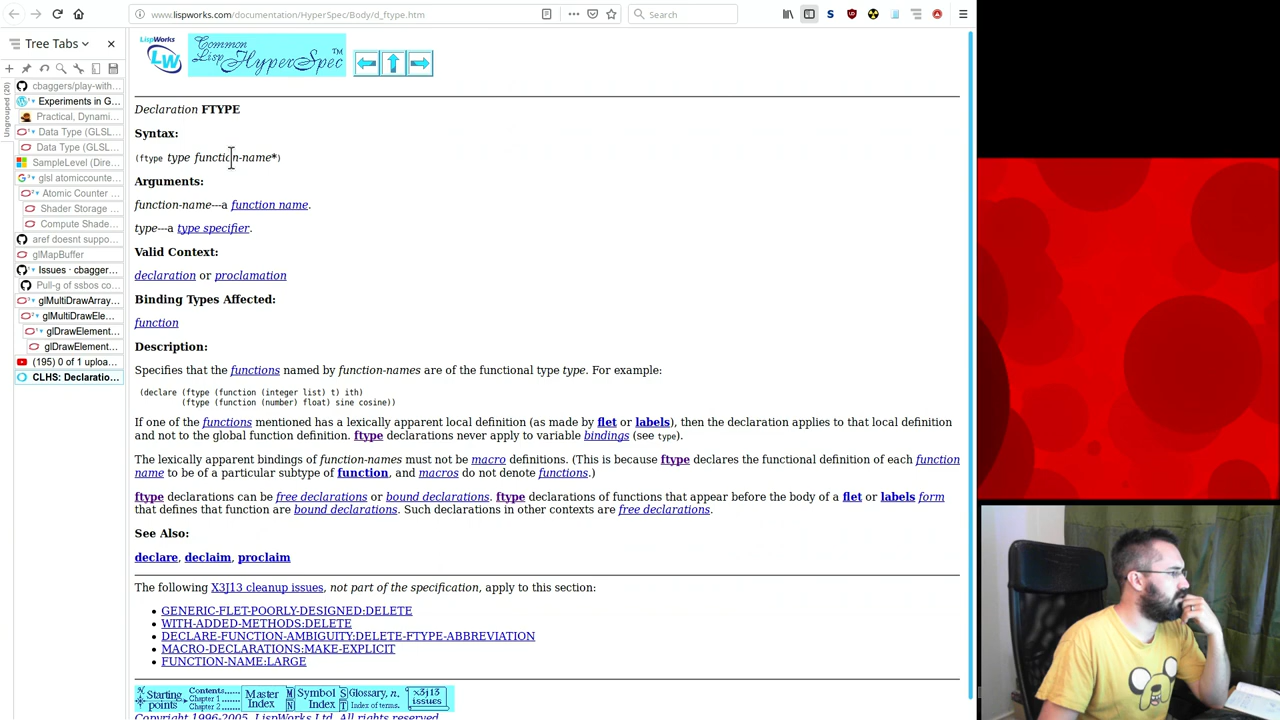 www.lispworks.com/documentation/HyperSpec/Body/d_ftype.htm
Search
Tree Tabs
Ungrouped (20)
cbaggers/play-with...
Experiments in G...
Practical, Dynami...
Data Type (GLSL...
Data Type (GLSL...
SampleLevel (Dire...
glsl atomiccount...
Atomic Counter ...
Shader Storage ...
Compute Shade...
aref doesnt suppo...
glMapBuffer
Issues · cbagger...
Pull-g of ssbos co...
glMultiDrawArray...
glMultiDrawEle...
glDrawElement...
glDrawElement...
(195) 0 of 1 uploa...
CLHS: Declaratio...
LispWorks
Common
Lisp HyperSpec™
Declaration FTYPE
Syntax:
(ftype type function-name*)
Arguments:
function-name---a function name.
type---a type specifier.
Valid Context:
declaration or proclamation
Binding Types Affected:
function
Description:
Specifies that the functions named by function-names are of the functional type type. For example:
(declare (ftype (function (integer list) t) ith)
(ftype (function (number) float) sine cosine))
If one of the functions mentioned has a lexically apparent local definition (as made by flet or labels), then the declaration applies to that local definition
and not to the global function definition. ftype declarations never apply to variable bindings (see type).
The lexically apparent bindings of function-names must not be macro definitions. (This is because ftype declares the functional definition of each function
name to be of a particular subtype of function, and macros do not denote functions.)
ftype declarations can be free declarations or bound declarations. ftype declarations of functions that appear before the body of a flet or labels form
that defines that function are bound declarations. Such declarations in other contexts are free declarations.
See Also:
declare, declaim, proclaim
The following X3J13 cleanup issues, not part of the specification, apply to this section:
• GENERIC-FLET-POORLY-DESIGNED:DELETE
• WITH-ADDED-METHODS:DELETE
• DECLARE-FUNCTION-AMBIGUITY:DELETE-FTYPE-ABBREVIATION
• MACRO-DECLARATIONS:MAKE-EXPLICIT
• FUNCTION-NAME:LARGE
Starting points
Contents......
Chapter 1 ......
Chapter 2 ......
Master Index
M
N
Symbol Index
S
T
Glossary, n.
Index of terms.
x3j13 issues
Copyright 1996-2005, LispWorks Ltd. All rights reserved.